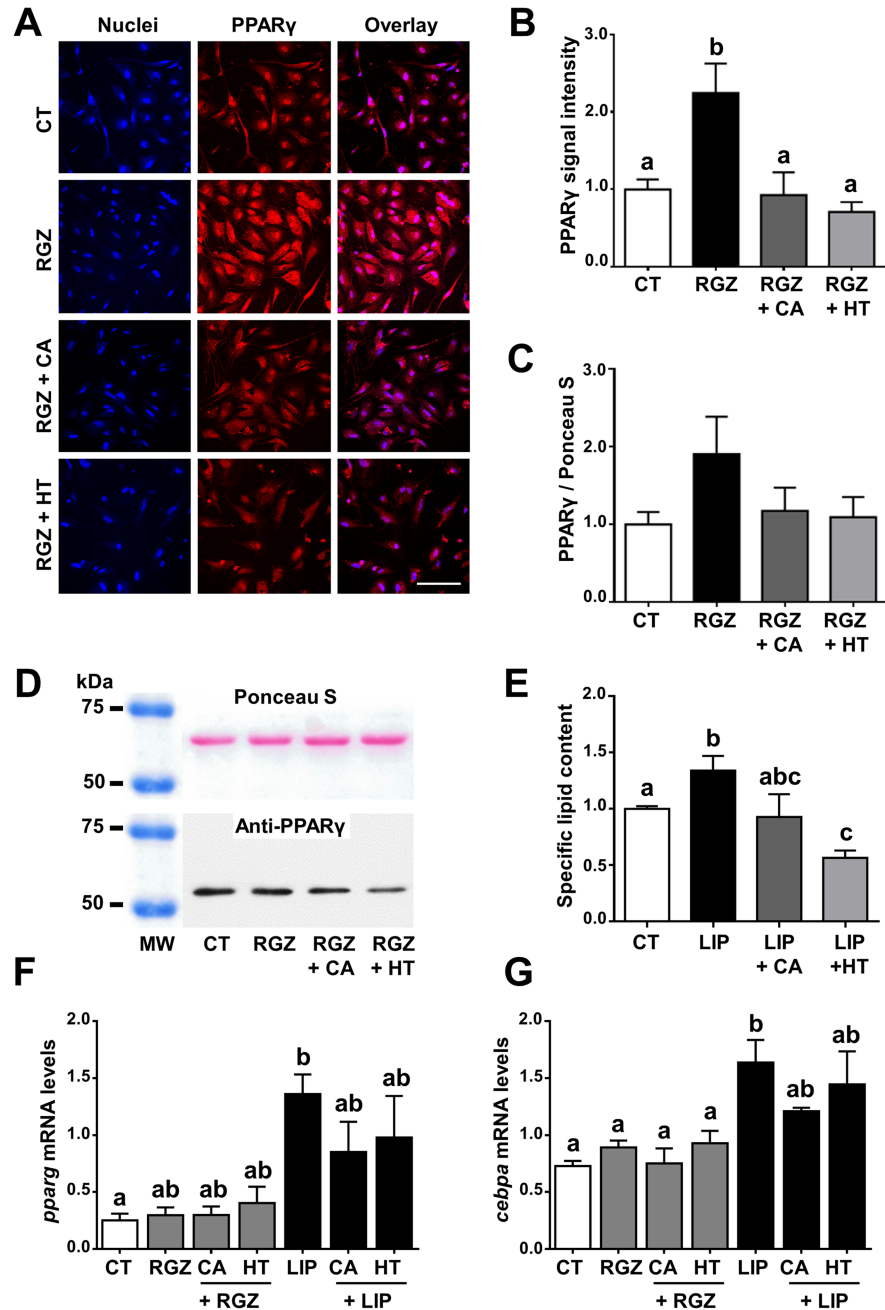 A
Nuclei PPARγ Overlay
CT
RGZ
RGZ + CA
RGZ + HT
B
PPARγ signal intensity
3.0
2.0
1.0
0.0
a b a a
CT RGZ RGZ RGZ
+ CA + HT
C
PPARγ / Ponceau S
3.0
2.0
1.0
0.0
CT RGZ RGZ RGZ
+ CA + HT
D
kDa
Ponceau S
75
50
Anti-PPARγ
75
50
MW CT RGZ RGZ RGZ
+ CA + HT
E
Specific lipid content
2.0
1.5
1.0
0.5
0.0
a b abc c
CT LIP LIP LIP
+ CA +HT
F
pparg mRNA levels
2.0
1.5
1.0
0.5
0.0
a ab ab ab b ab ab
CT RGZ CA HT LIP CA HT
+ RGZ + LIP
G
cebpa mRNA levels
2.0
1.5
1.0
0.5
0.0
a a a a b ab ab
CT RGZ CA HT LIP CA HT
+ RGZ + LIP